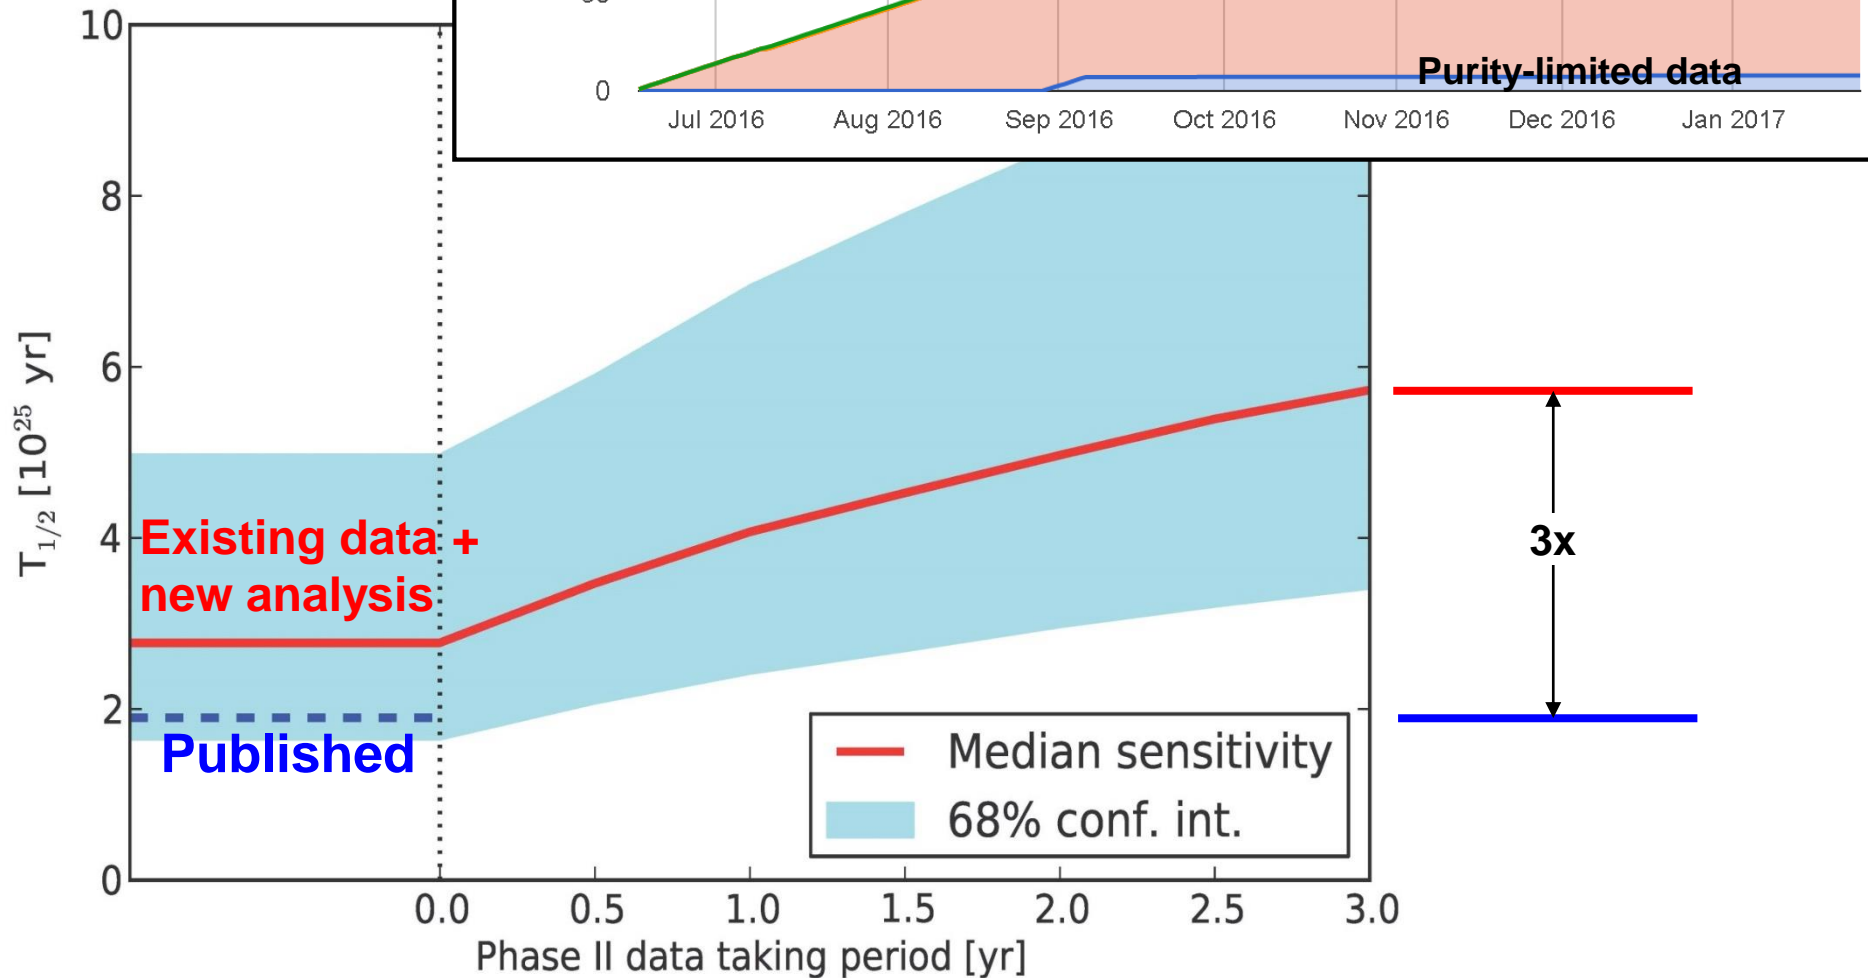 0
Purity-limited data
Jul 2016 Aug 2016 Sep 2016 Oct 2016 Nov 2016 Dec 2016 Jan 2017
10
8
6
4
2
0
T1/2 [10^25 yr]
Existing data +
new analysis
Published
3x
Median sensitivity
68% conf. int.
0.0 0.5 1.0 1.5 2.0 2.5 3.0
Phase II data taking period [yr]